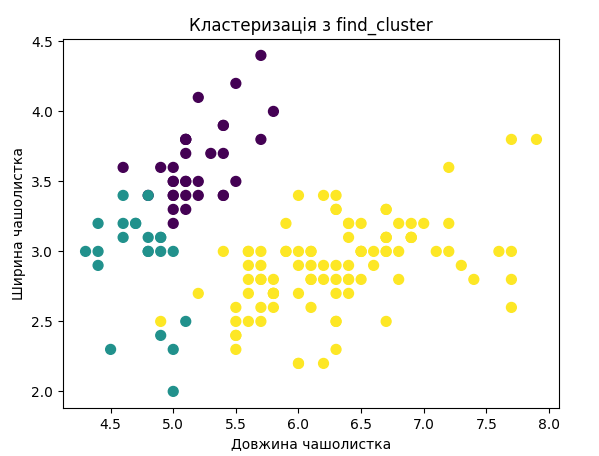 Кластеризація з find_cluster
4.5
4.0
3.5
3.0
2.5
2.0
Ширина чашолистка
4.5 5.0 5.5 6.0 6.5 7.0 7.5 8.0
Довжина чашолистка